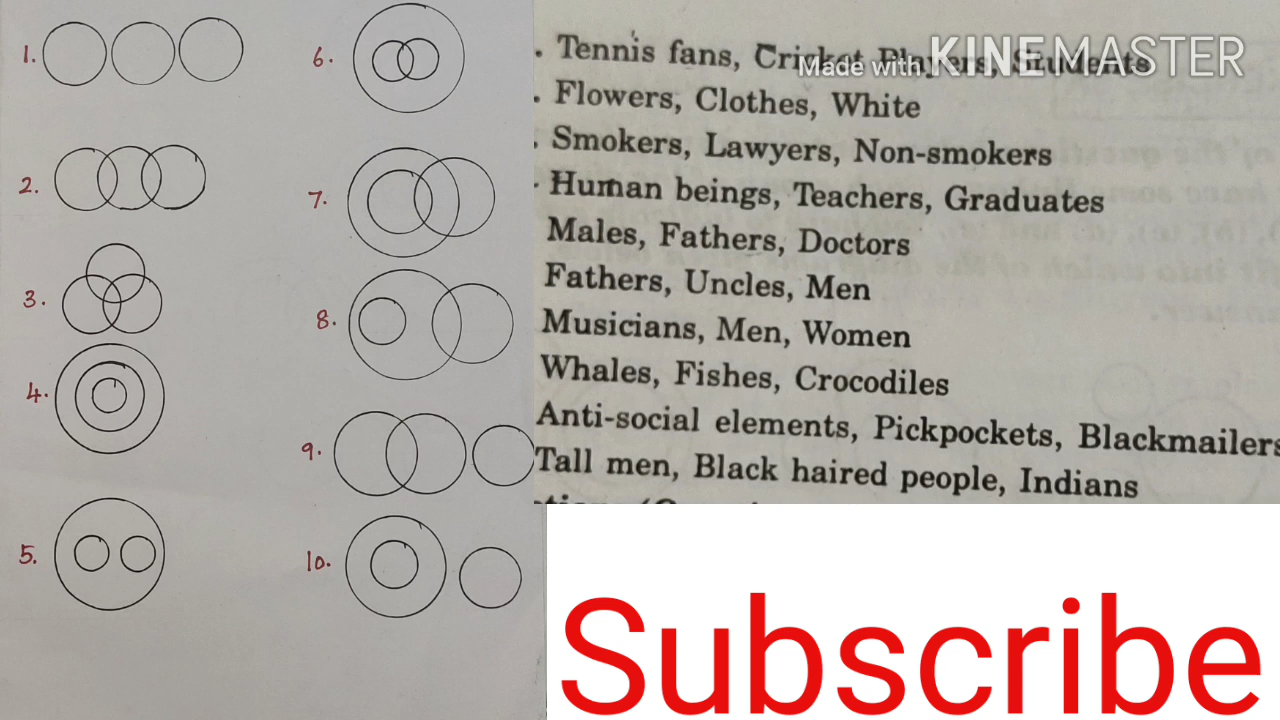 1.
2.
3.
4.
5.
6.
7.
8.
9.
10.
. Tennis fans, Cricket Players, Students
Made with KINEMASTER
. Flowers, Clothes, White
. Smokers, Lawyers, Non-smokers
- Human beings, Teachers, Graduates
Males, Fathers, Doctors
Fathers, Uncles, Men
Musicians, Men, Women
Whales, Fishes, Crocodiles
Anti-social elements, Pickpockets, Blackmailers
Tall men, Black haired people, Indians
Subscribe